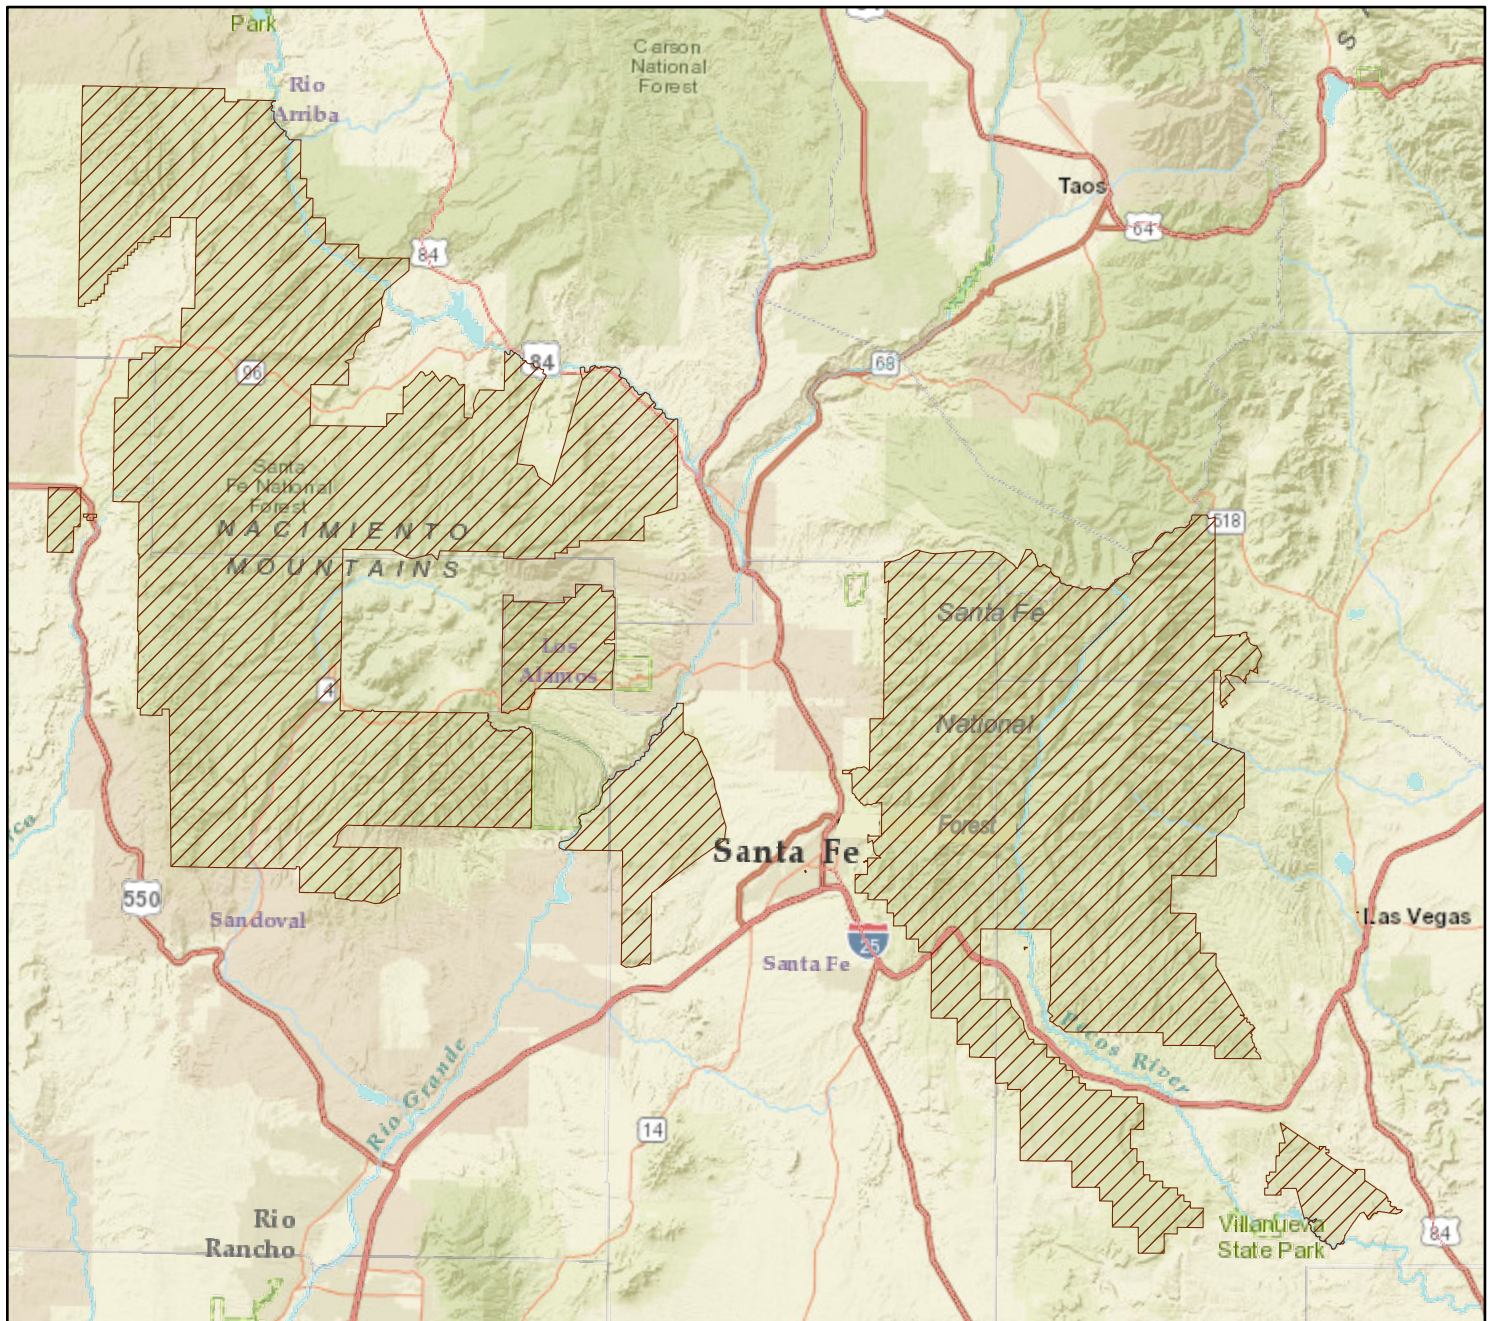 Park
Carson
National
Forest
S
Rio
Arriba
Taos
64
84
84
68
96
Santa
Fe National
Forest
NACIMIENTO
MOUNTAINS
518
Santa Fe
National
Forest
Los
Alamos
4
Santa Fe
550
Sandoval
25
Santa Fe
Las Vegas
Pecos River
Rio Grande
14
Rio
Rancho
Villanueva
State Park
84